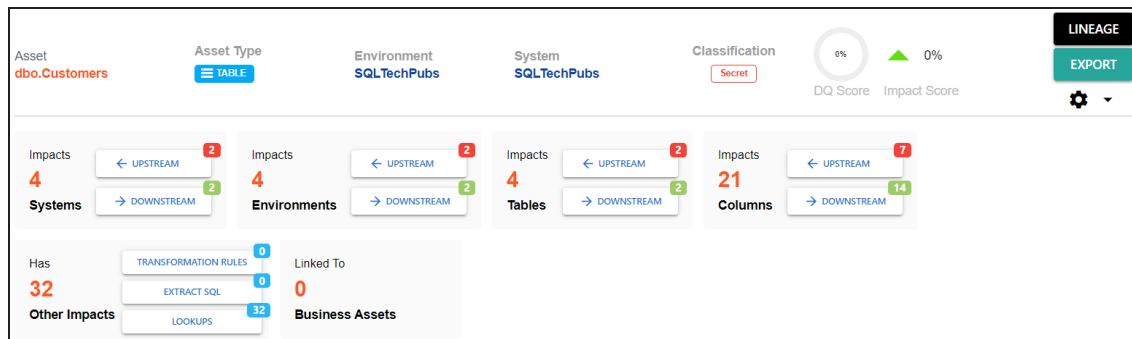 Asset
dbo.Customers
Asset Type
TABLE
Environment
SQLTechPubs
System
SQLTechPubs
Classification
Secret
0%
DQ Score
0%
Impact Score
LINEAGE
EXPORT
Impacts
4
Systems
UPSTREAM
2
DOWNSTREAM
2
Impacts
4
Environments
UPSTREAM
2
DOWNSTREAM
2
Impacts
4
Tables
UPSTREAM
2
DOWNSTREAM
2
Impacts
21
Columns
UPSTREAM
7
DOWNSTREAM
14
Has
32
Other Impacts
TRANSFORMATION RULES
0
EXTRACT SQL
0
LOOKUPS
32
Linked To
0
Business Assets